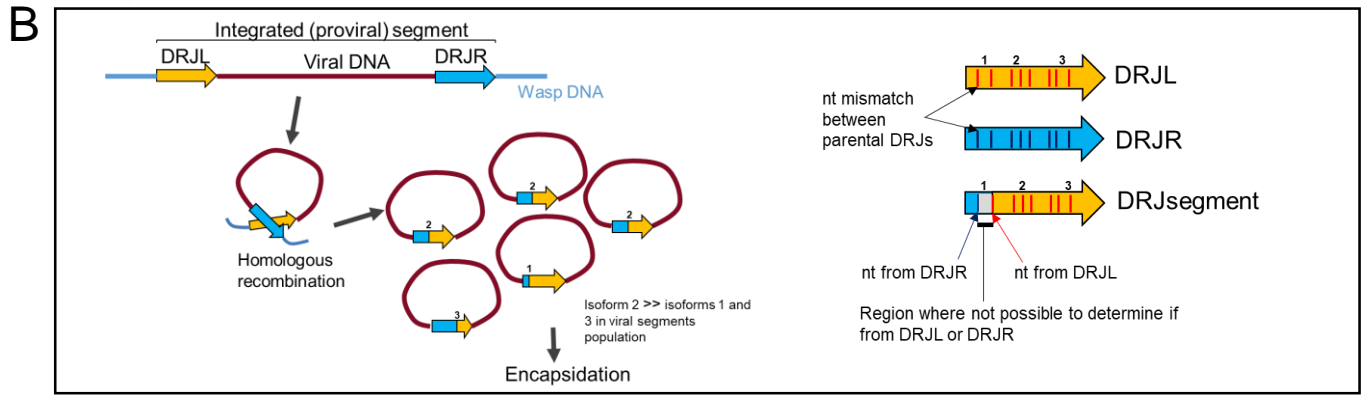 B
Integrated (proviral) segment
DRJL
Viral DNA
DRJR
Wasp DNA
Homologous
recombination
2
2
2
1
3
Isoform 2 >> isoforms 1 and
3 in viral segments
population
Encapsidation
1 2 3
DRJL
nt mismatch
between
parental DRJs
DRJR
1 2 3
DRJsegment
nt from DRJR
nt from DRJL
Region where not possible to determine if
from DRJL or DRJR